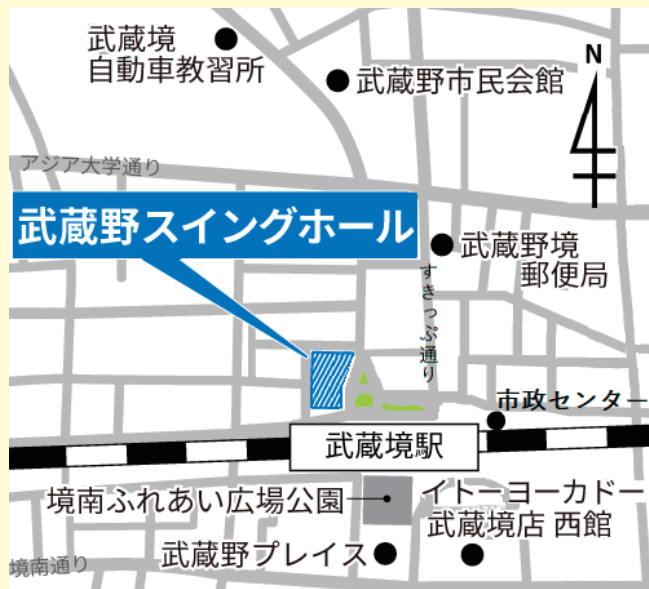 武蔵境
自動車教習所
武蔵野市民会館
N
アジア大学通り
武蔵野スイングホール
武蔵野境
郵便局
すきっぷ通り
市政センター
武蔵境駅
境南ふれあい広場公園
イトーヨーカドー
武蔵境店 西館
武蔵野プレイス
境南通り